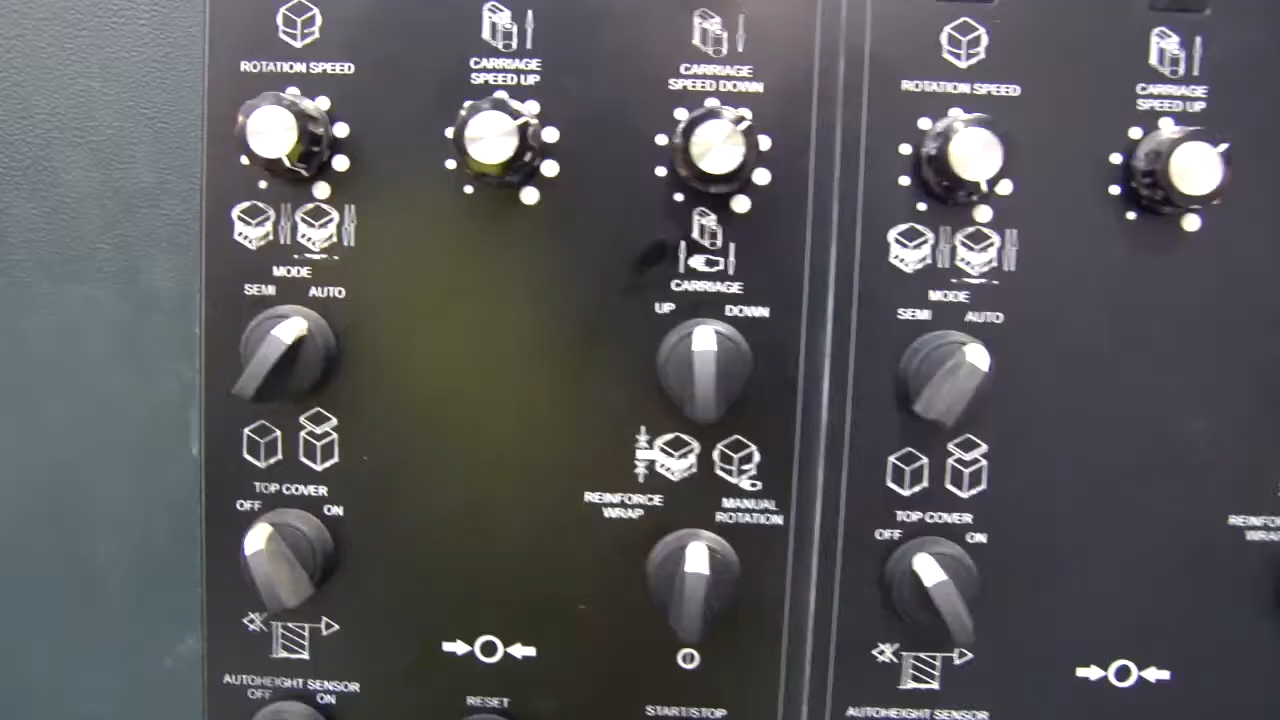 ROTATION SPEED
CARRIAGE
SPEED UP
CARRIAGE
SPEED DOWN
MODE
SEMI AUTO
CARRIAGE
UP DOWN
TOP COVER
OFF ON
REINFORCE
WRAP
MANUAL
ROTATION
AUTOHEIGHT SENSOR
OFF ON
RESET
START/STOP
ROTATION SPEED
CARRIAGE
SPEED UP
MODE
SEMI AUTO
TOP COVER
OFF ON
AUTOHEIGHT SENSOR